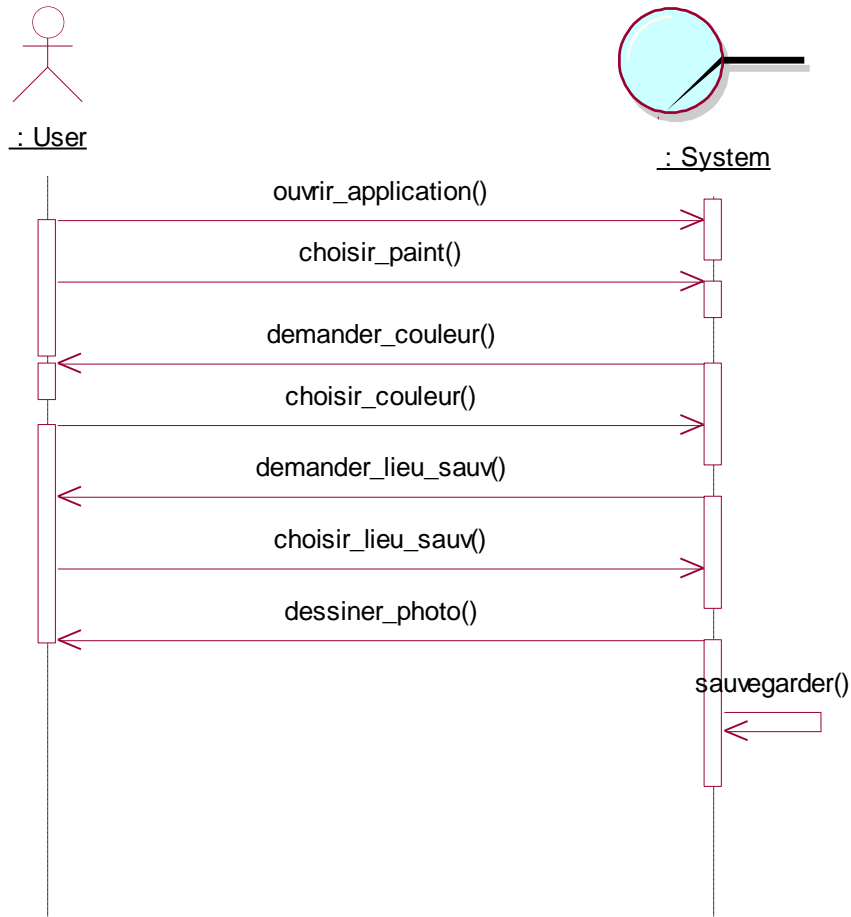 : User
: System
ouvrir_application()
choisir_paint()
demander_couleur()
choisir_couleur()
demander_lieu_sauv()
choisir_lieu_sauv()
dessiner_photo()
sauvegarder()